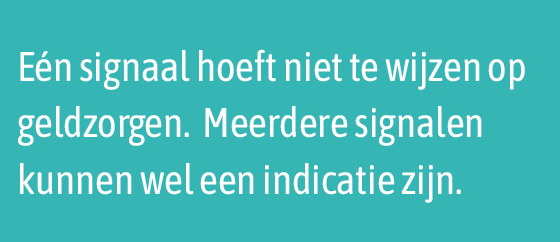 Eén signaal hoeft niet te wijzen op
geldzorgen.  Meerdere signalen
kunnen wel een indicatie zijn.